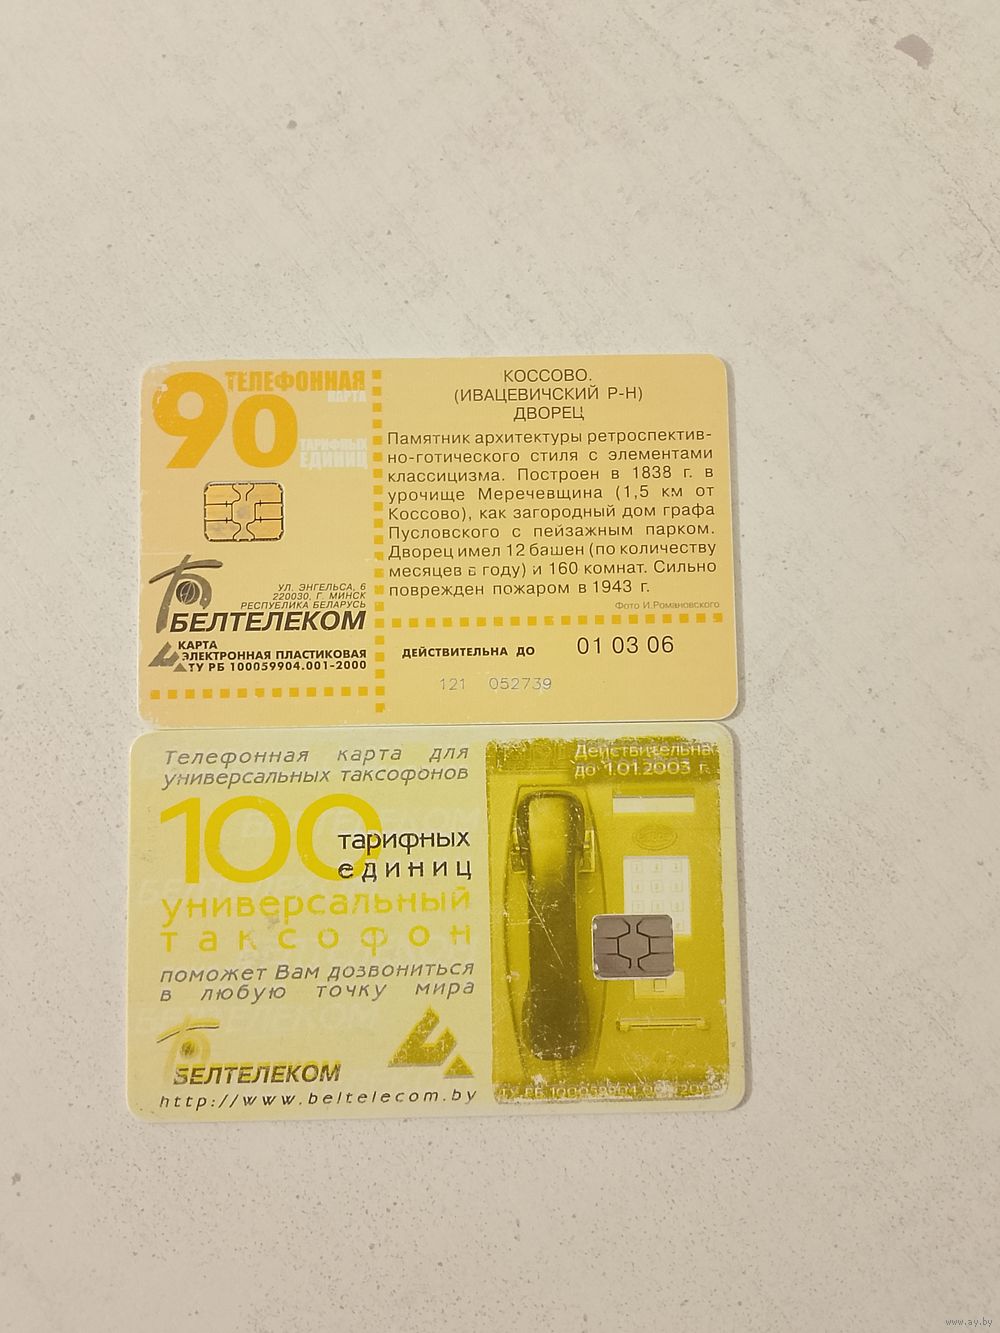 90
ТЕЛЕФОННАЯ
КАРТА
ТАРИФНЫХ
ЕДИНИЦ
УЛ. ЭНГЕЛЬСА, 6
220030, Г. МИНСК
РЕСПУБЛИКА БЕЛАРУСЬ
БЕЛТЕЛЕКОМ
КАРТА
ЭЛЕКТРОННАЯ ПЛАСТИКОВАЯ
ТУ РБ 100059904.001-2000
КОССОВО.
(ИВАЦЕВИЧСКИЙ Р-Н)
ДВОРЕЦ
Памятник архитектуры ретроспектив-
но-готического стиля с элементами
классицизма. Построен в 1838 г. в
урочище Меречевщина (1,5 км от
Коссово), как загородный дом графа
Пусловского с пейзажным парком.
Дворец имел 12 башен (по количеству
месяцев в году) и 160 комнат. Сильно
поврежден пожаром в 1943 г.
Фото И.Романовского
ДЕЙСТВИТЕЛЬНА ДО 01 03 06
121 052739
Телефонная карта для
универсальных таксофонов
100
тарифных
единиц
универсальный
таксофон
поможет Вам дозвониться
в любую точку мира
БЕЛТЕЛЕКОМ
http://www.beltelecom.by
Действительна
до 1.01.2003 г.
ТУ РБ
www.ay.by